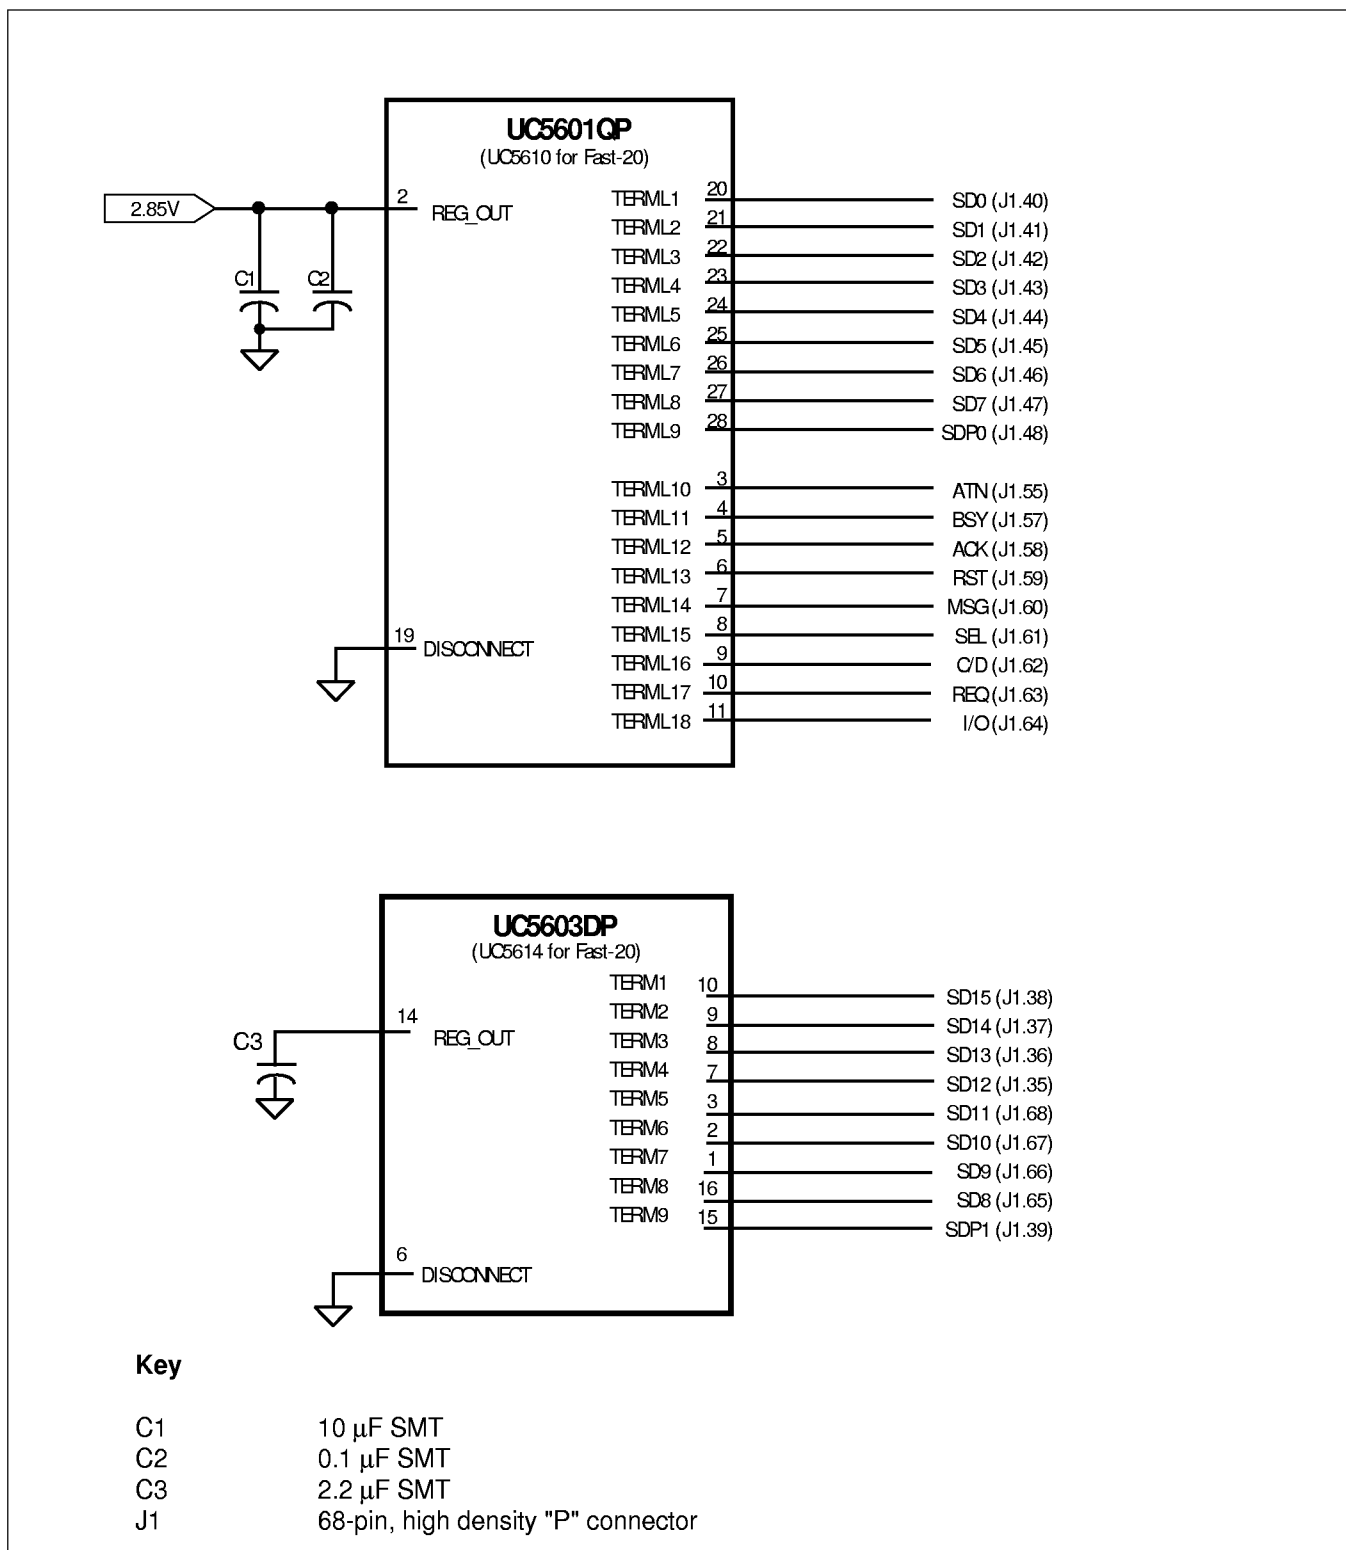 UC5601QP
(UC5610 for Fast-20)
2.85V
2 REG_OUT
C1
C2
TERML1 20 SD0 (J1.40)
TERML2 21 SD1 (J1.41)
TERML3 22 SD2 (J1.42)
TERML4 23 SD3 (J1.43)
TERML5 24 SD4 (J1.44)
TERML6 25 SD5 (J1.45)
TERML7 26 SD6 (J1.46)
TERML8 27 SD7 (J1.47)
TERML9 28 SDP0 (J1.48)
TERML10 3 ATN (J1.55)
TERML11 4 BSY (J1.57)
TERML12 5 ACK (J1.58)
TERML13 6 RST (J1.59)
TERML14 7 MSG (J1.60)
TERML15 8 SEL (J1.61)
19 DISCONNECT
TERML16 9 C/D (J1.62)
TERML17 10 REQ (J1.63)
TERML18 11 I/O (J1.64)
UC5603DP
(UC5614 for Fast-20)
TERM1 10 SD15 (J1.38)
TERM2 9 SD14 (J1.37)
14 REG_OUT
C3
TERM3 8 SD13 (J1.36)
TERM4 7 SD12 (J1.35)
TERM5 3 SD11 (J1.68)
TERM6 2 SD10 (J1.67)
TERM7 1 SD9 (J1.66)
TERM8 16 SD8 (J1.65)
TERM9 15 SDP1 (J1.39)
6 DISCONNECT
Key
C1 10 µF SMT
C2 0.1 µF SMT
C3 2.2 µF SMT
J1 68-pin, high density "P" connector